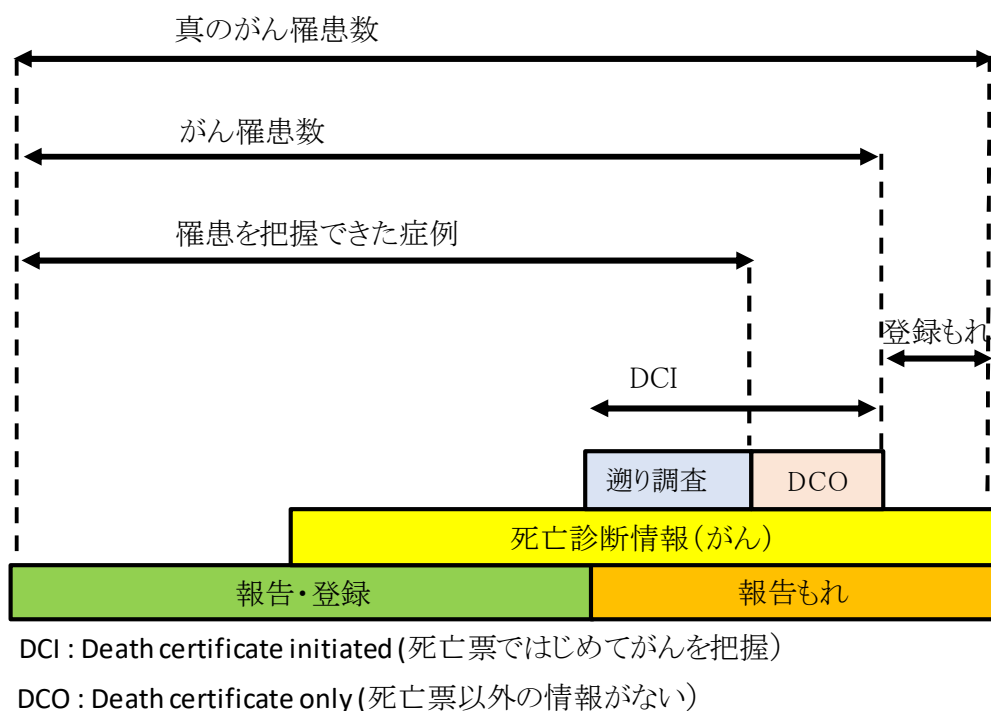 真のがん罹患数
がん罹患数
罹患を把握できた症例
登録もれ
DCI
遡り調査
DCO
死亡診断情報(がん)
報告・登録
報告もれ
DCI : Death certificate initiated (死亡票ではじめてがんを把握)
DCO : Death certificate only (死亡票以外の情報がない)